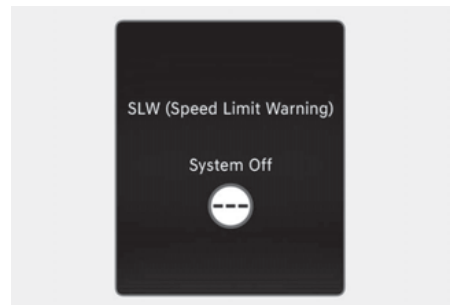 SLW (Speed Limit Warning)
System Off
---